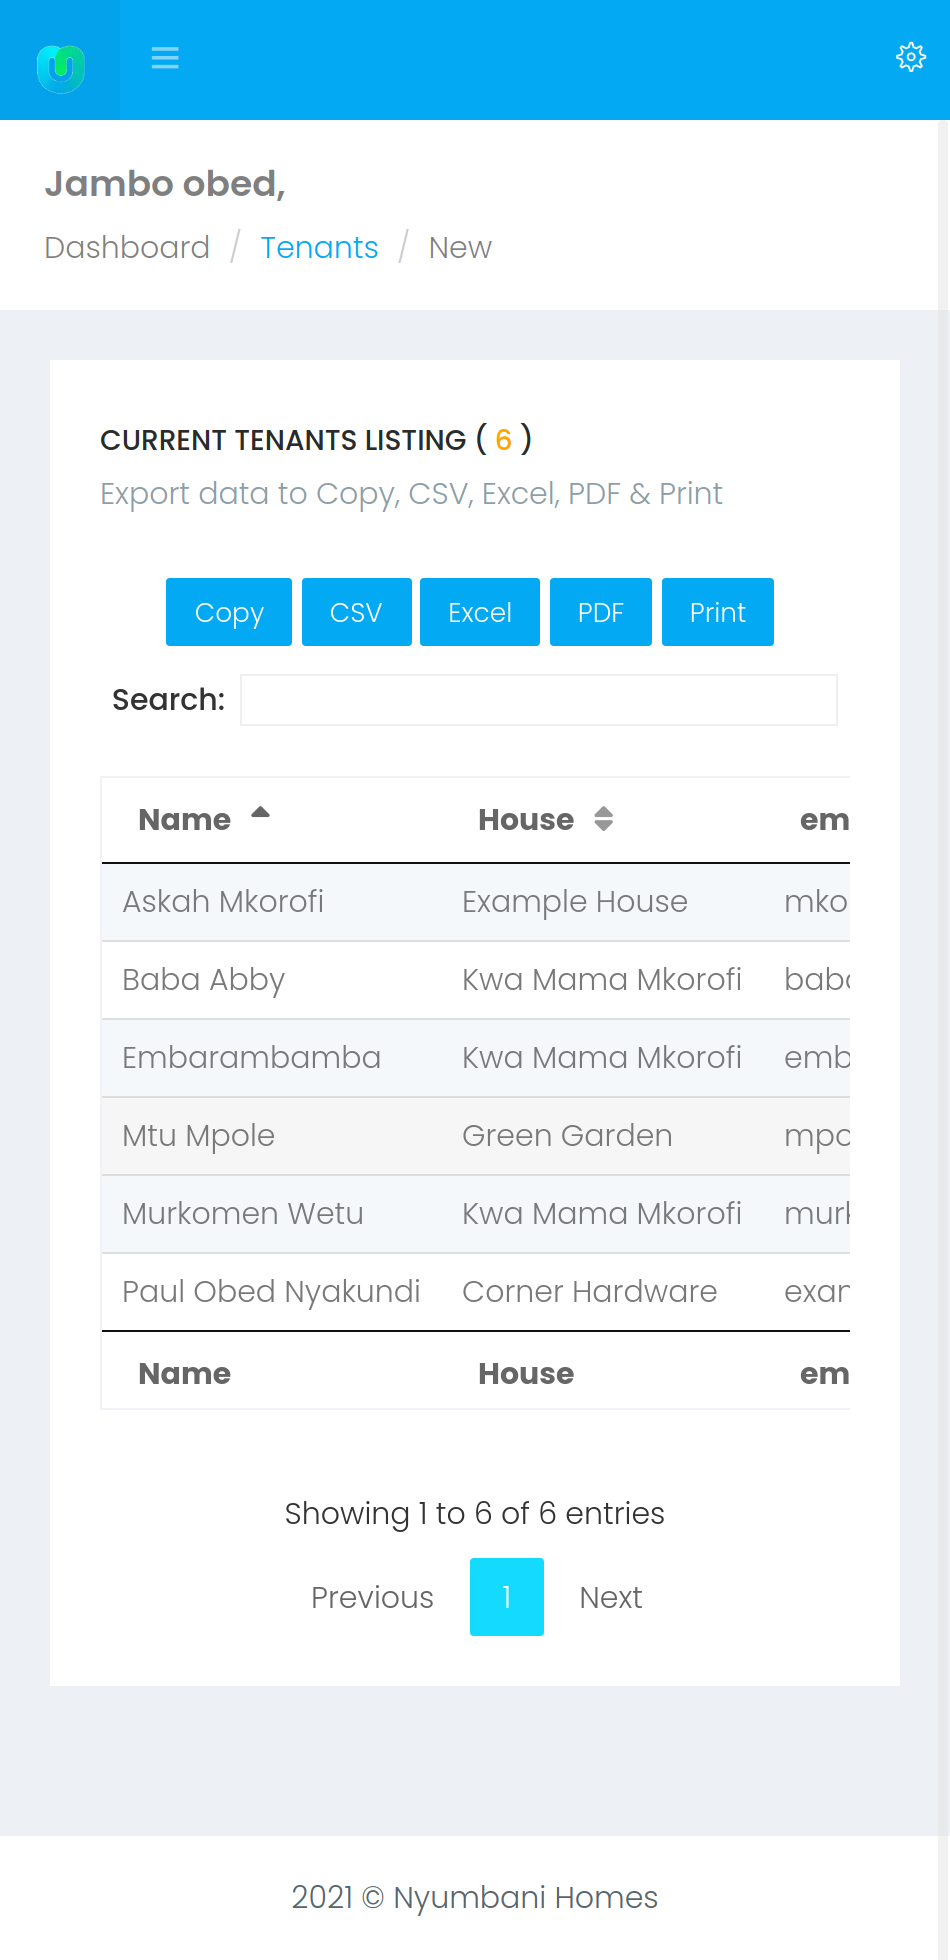 Jambo obed,
Dashboard / Tenants / New
CURRENT TENANTS LISTING ( 6 )
Export data to Copy, CSV, Excel, PDF & Print
Copy CSV Excel PDF Print
Search:
Name House em
Askah Mkorofi Example House mko
Baba Abby Kwa Mama Mkorofi baba
Embarambamba Kwa Mama Mkorofi emb
Mtu Mpole Green Garden mpo
Murkomen Wetu Kwa Mama Mkorofi murk
Paul Obed Nyakundi Corner Hardware exam
Name House em
Showing 1 to 6 of 6 entries
Previous 1 Next
2021 © Nyumbani Homes